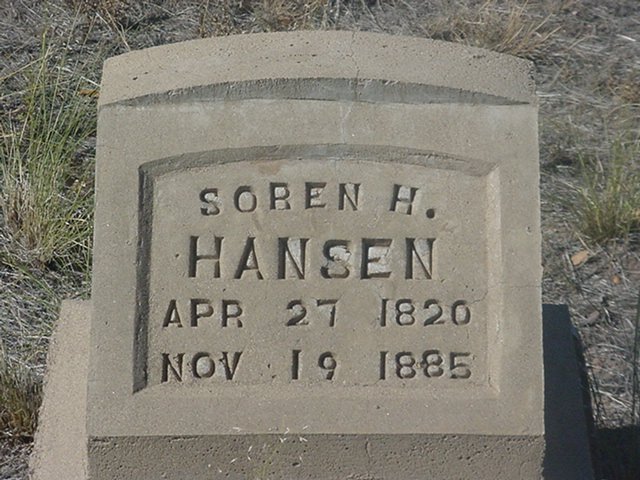 SOREN H.
HANSEN
APR 27 1820
NOV 19 1885